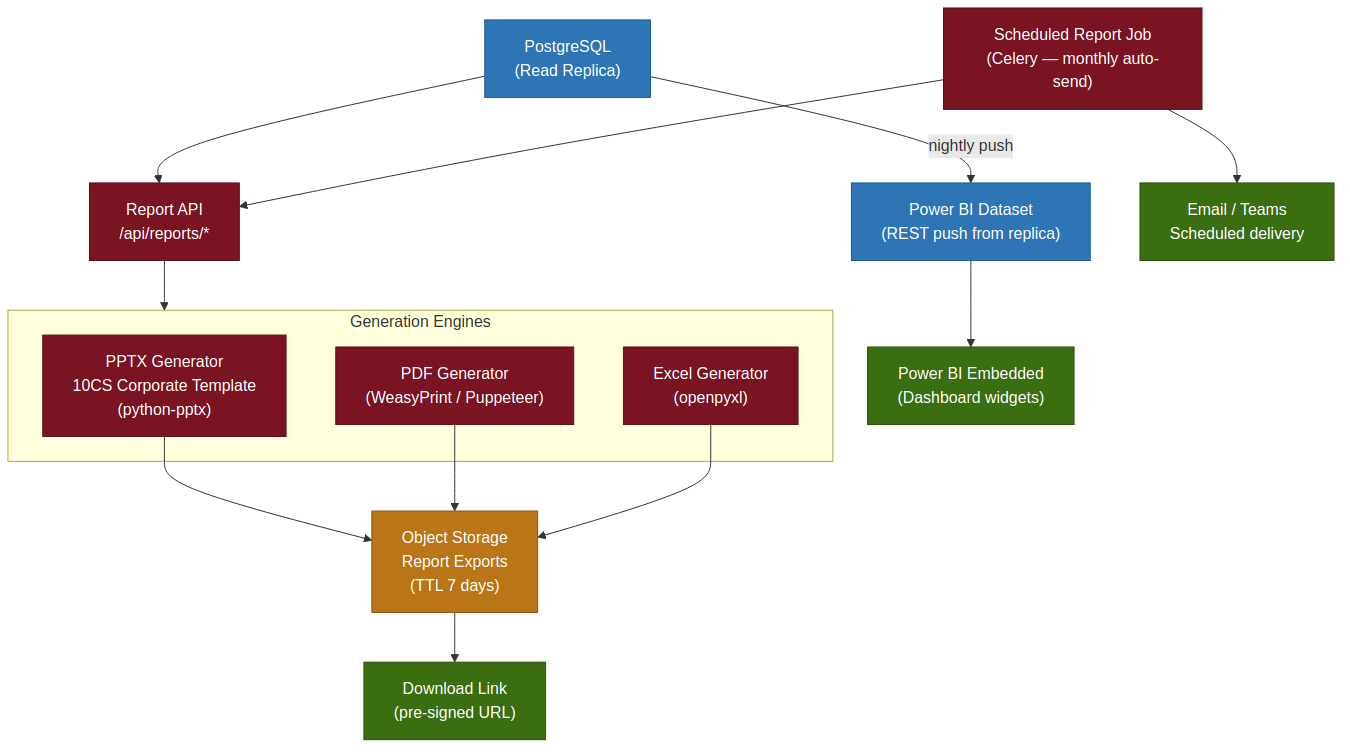 PostgreSQL
(Read Replica)
Scheduled Report Job
(Celery — monthly auto-
send)
nightly push
Report API
/api/reports/*
Power BI Dataset
(REST push from replica)
Email / Teams
Scheduled delivery
Generation Engines
PPTX Generator
10CS Corporate Template
(python-pptx)
PDF Generator
(WeasyPrint / Puppeteer)
Excel Generator
(openpyxl)
Power BI Embedded
(Dashboard widgets)
Object Storage
Report Exports
(TTL 7 days)
Download Link
(pre-signed URL)